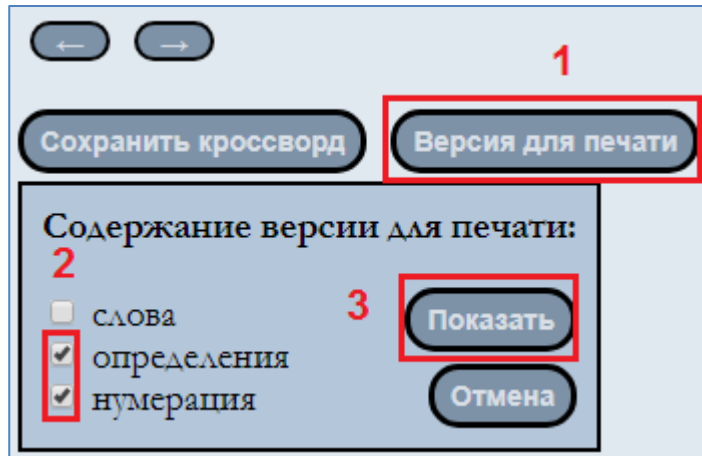 ← →
1
Сохранить кроссворд Версия для печати
Содержание версии для печати:
2
слова 3 Показать
определения
нумерация Отмена